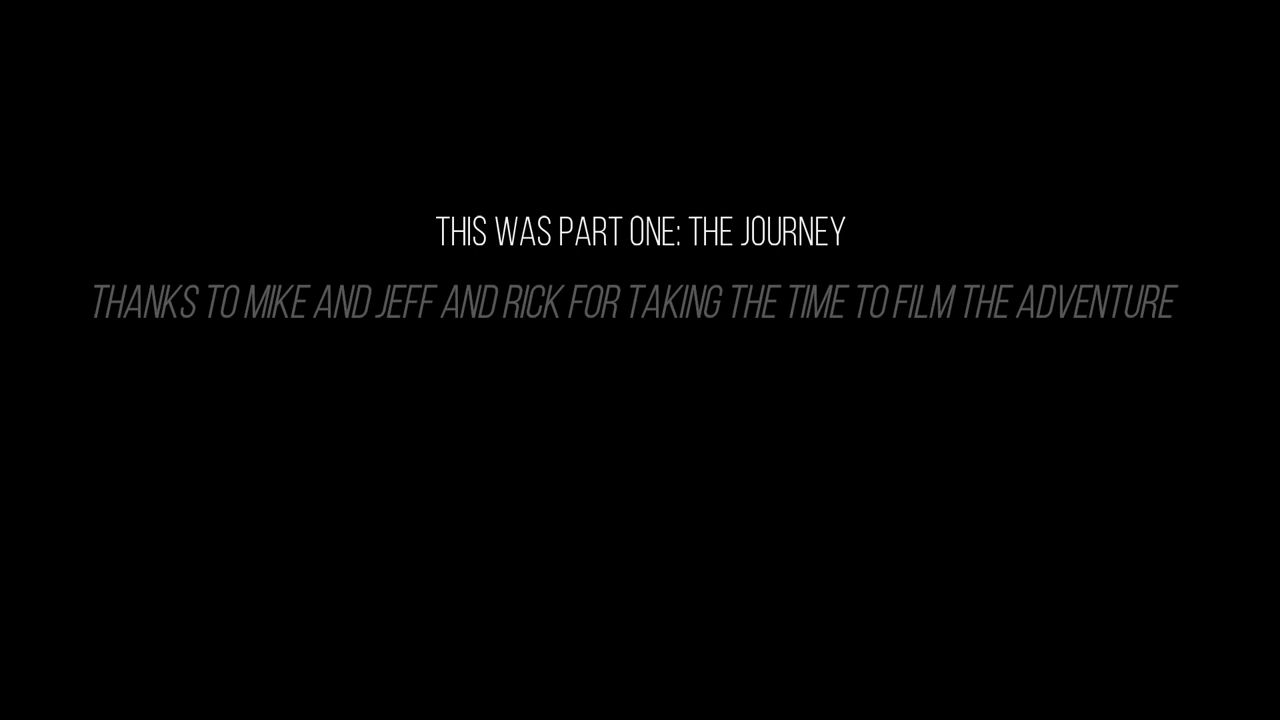 THIS WAS PART ONE: THE JOURNEY
THANKS TO MIKE AND JEFF AND RICK FOR TAKING THE TIME TO FILM THE ADVENTURE